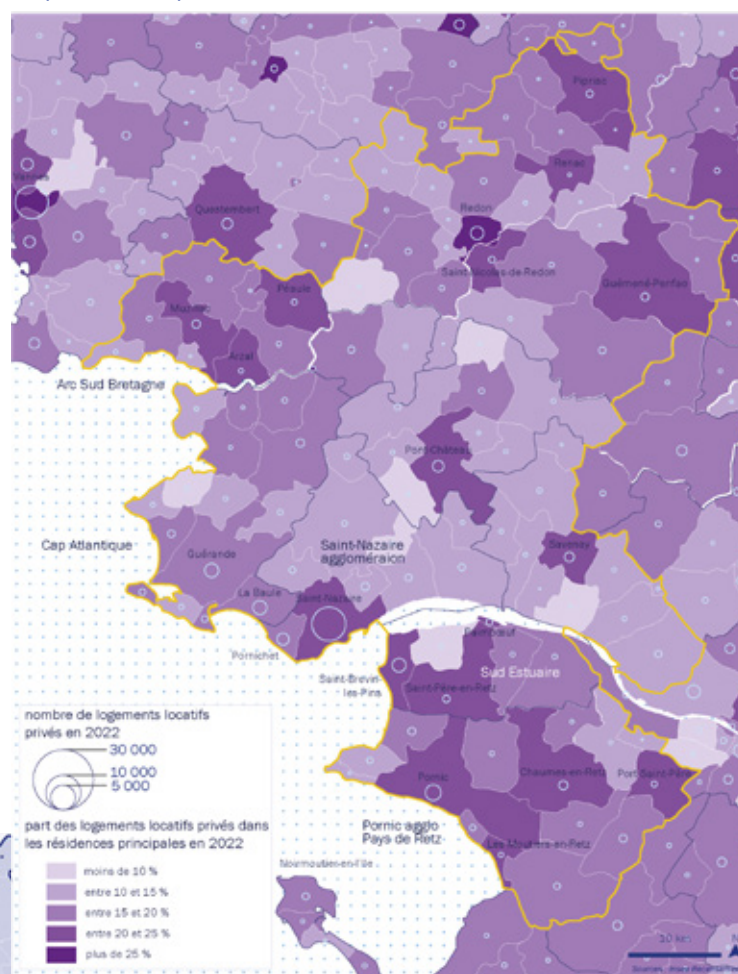 Pipriac
Renac
Vannes
Questembert
Redon
Saint-Nicolas-de-Redon
Guémené-Penfao
Péaule
Muzillac
Arzal
Arc Sud Bretagne
Pont-Château
Cap Atlantique
Guérande
Saint-Nazaire
agglomération
Savenay
La Baule
Saint-Nazaire
Pornichet
Paimbœuf
Saint-Brevin
les-Pins
Saint-Père-en-Retz
Sud Estuaire
Pornic
Chaumes-en-Retz
Port-Saint-Père
Pornic agglo
Pays de Retz
Les Moutiers-en-Retz
Noirmoutier-en-l'Île
nombre de logements locatifs
privés en 2022
30 000
10 000
5 000
part des logements locatifs privés dans
les résidences principales en 2022
moins de 10 %
entre 10 et 15 %
entre 15 et 20 %
entre 20 et 25 %
plus de 25 %
10 km
N